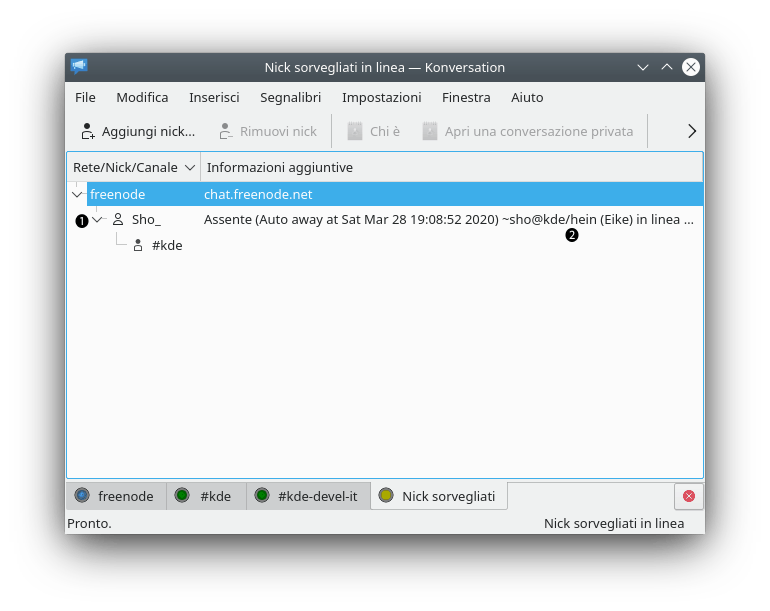 Nick sorvegliati in linea — Konversation
File Modifica Inserisci Segnalibri Impostazioni Finestra Aiuto
Aggiungi nick... Rimuovi nick Chi è Apri una conversazione privata
Rete/Nick/Canale Informazioni aggiuntive
freenode chat.freenode.net
1 Sho_ Assente (Auto away at Sat Mar 28 19:08:52 2020) ~sho@kde/hein (Eike) in linea ...
2
#kde
freenode #kde #kde-devel-it Nick sorvegliati
Pronto. Nick sorvegliati in linea